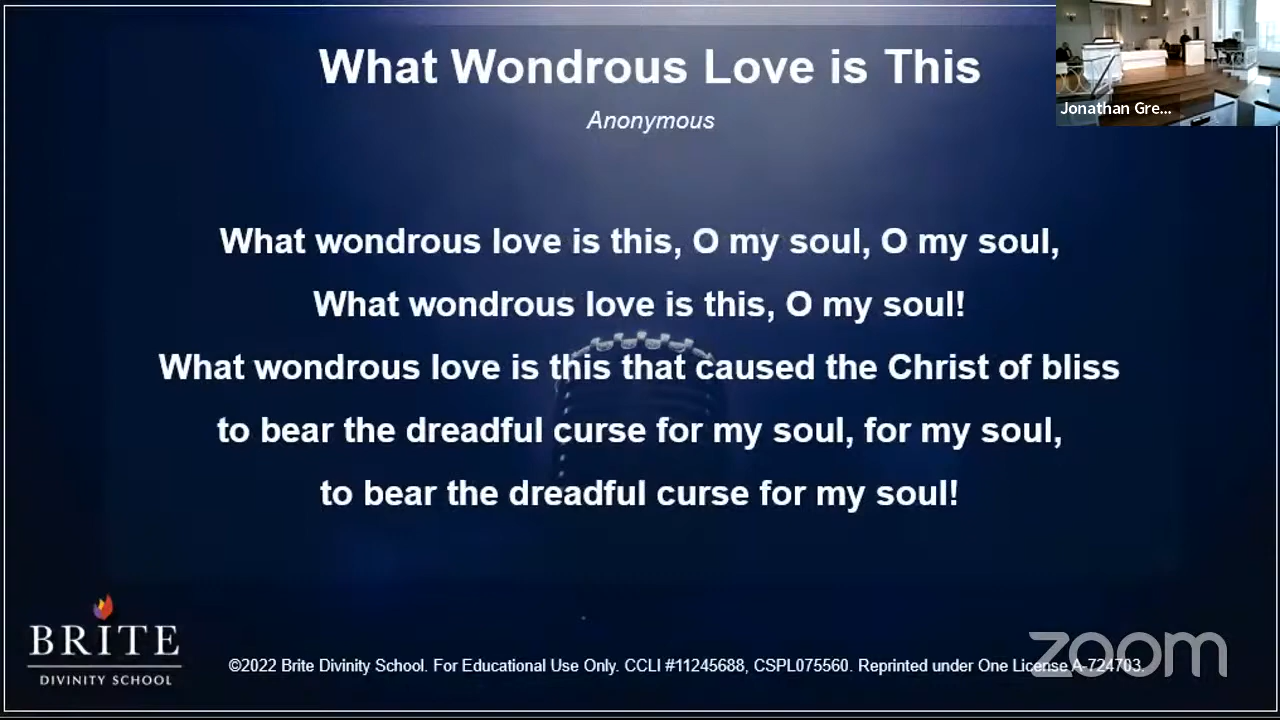 What Wondrous Love is This
Anonymous
Jonathan Gre...
What wondrous love is this, O my soul, O my soul,
What wondrous love is this, O my soul!
What wondrous love is this that caused the Christ of bliss
to bear the dreadful curse for my soul, for my soul,
to bear the dreadful curse for my soul!
BRITE
DIVINITY SCHOOL
©2022 Brite Divinity School. For Educational Use Only. CCLI #11245688, CSPL075560. Reprinted under One License A-724703.
zoom